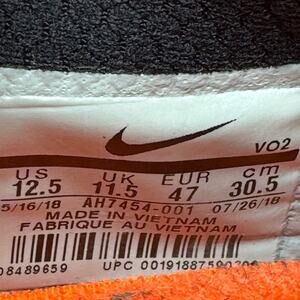 VO2
US UK EUR cm
12.5 11.5 47 30.5
5/16/18 AH7454-001 07/26/18
MADE IN VIETNAM
FABRIQUE AU VIETNAM
08489659 UPC